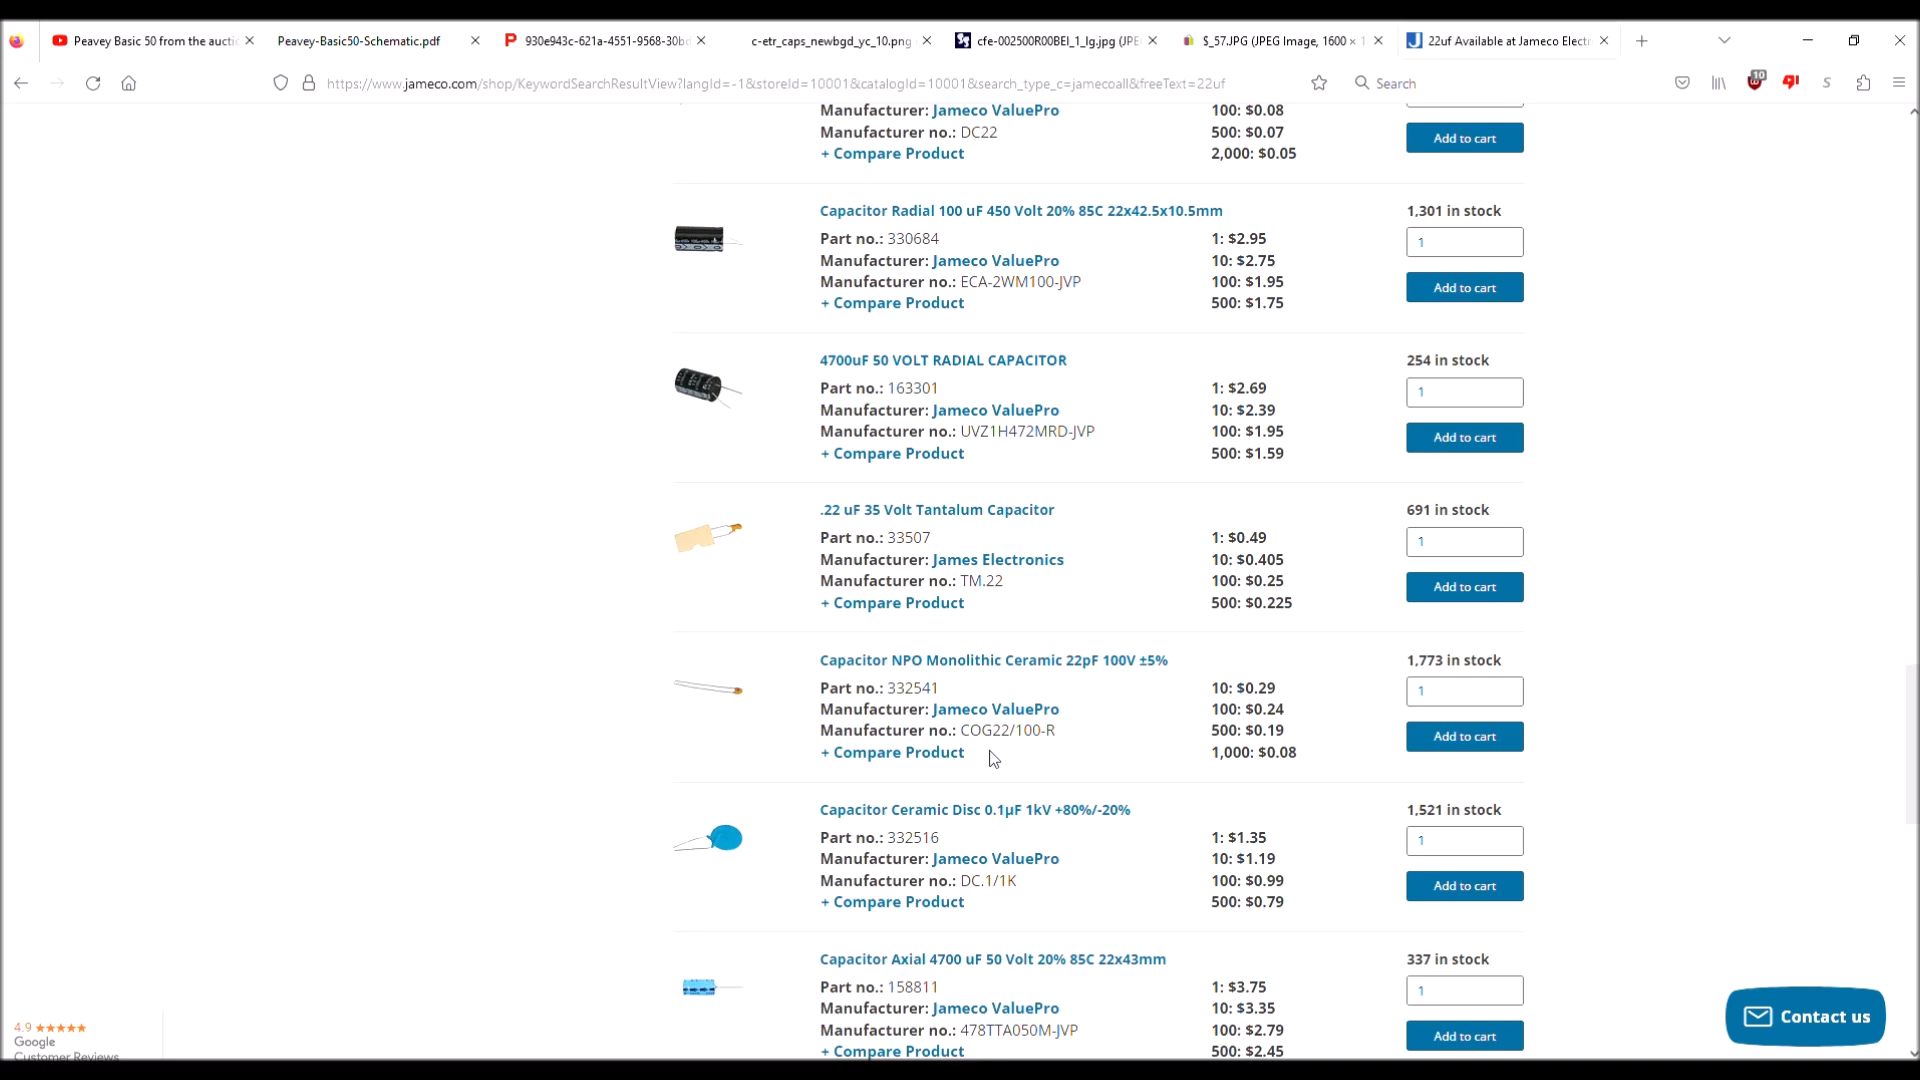 Peavey Basic 50 from the aucti
Peavey-Basic50-Schematic.pdf
930e943c-621a-4551-9568-30bd
c-etr_caps_newbgd_yc_10.png
cfe-002500R00BEI_1_lg.jpg (JPE
$_57.JPG (JPEG Image, 1600 × 1
22uf Available at Jameco Elect
https://www.jameco.com/shop/KeywordSearchResultView?langId=-1&storeId=10001&catalogId=10001&search_type_c=jamecoall&freeText=22uf
Search
10
Manufacturer: Jameco ValuePro
100: $0.08
Manufacturer no.: DC22
500: $0.07
Add to cart
+ Compare Product
2,000: $0.05
Capacitor Radial 100 uF 450 Volt 20% 85C 22x42.5x10.5mm
1,301 in stock
Part no.: 330684
1: $2.95
1
Manufacturer: Jameco ValuePro
10: $2.75
Manufacturer no.: ECA-2WM100-JVP
100: $1.95
Add to cart
+ Compare Product
500: $1.75
4700uF 50 VOLT RADIAL CAPACITOR
254 in stock
Part no.: 163301
1: $2.69
1
Manufacturer: Jameco ValuePro
10: $2.39
Manufacturer no.: UVZ1H472MRD-JVP
100: $1.95
Add to cart
+ Compare Product
500: $1.59
.22 uF 35 Volt Tantalum Capacitor
691 in stock
Part no.: 33507
1: $0.49
1
Manufacturer: James Electronics
10: $0.405
Manufacturer no.: TM.22
100: $0.25
Add to cart
+ Compare Product
500: $0.225
Capacitor NPO Monolithic Ceramic 22pF 100V ±5%
1,773 in stock
Part no.: 332541
10: $0.29
1
Manufacturer: Jameco ValuePro
100: $0.24
Manufacturer no.: COG22/100-R
500: $0.19
Add to cart
+ Compare Product
1,000: $0.08
Capacitor Ceramic Disc 0.1µF 1kV +80%/-20%
1,521 in stock
Part no.: 332516
1: $1.35
1
Manufacturer: Jameco ValuePro
10: $1.19
Manufacturer no.: DC.1/1K
100: $0.99
Add to cart
+ Compare Product
500: $0.79
Capacitor Axial 4700 uF 50 Volt 20% 85C 22x43mm
337 in stock
Part no.: 158811
1: $3.75
1
Manufacturer: Jameco ValuePro
10: $3.35
Manufacturer no.: 478TTA050M-JVP
100: $2.79
Add to cart
+ Compare Product
500: $2.45
Contact us
4.9 ★★★★★
Google
Customer Reviews